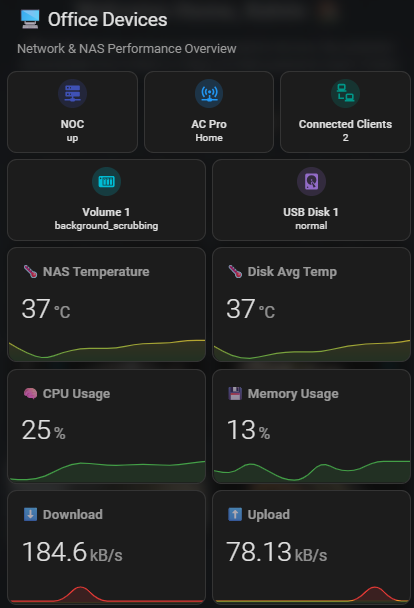 Office Devices
Network & NAS Performance Overview
NOC
up
AC Pro
Home
Connected Clients
2
Volume 1
background_scrubbing
USB Disk 1
normal
NAS Temperature
37 °C
Disk Avg Temp
37 °C
CPU Usage
25 %
Memory Usage
13 %
Download
184.6 kB/s
Upload
78.13 kB/s